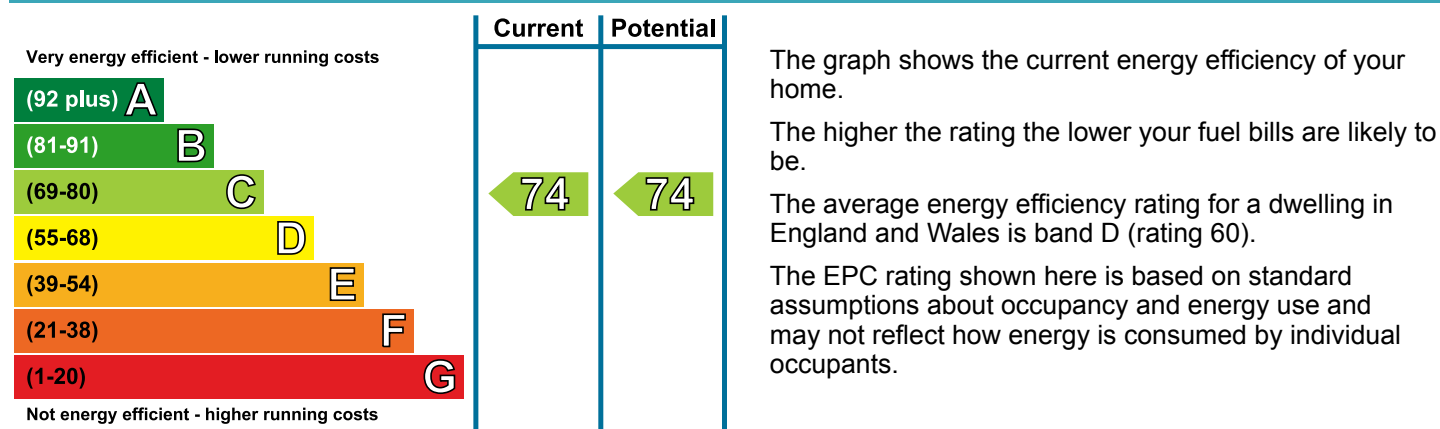 Current Potential
Very energy efficient - lower running costs
(92 plus) A
(81-91) B
(69-80) C
74 74
(55-68) D
(39-54) E
(21-38) F
(1-20) G
Not energy efficient - higher running costs
The graph shows the current energy efficiency of your
home.
The higher the rating the lower your fuel bills are likely to
be.
The average energy efficiency rating for a dwelling in
England and Wales is band D (rating 60).
The EPC rating shown here is based on standard
assumptions about occupancy and energy use and
may not reflect how energy is consumed by individual
occupants.